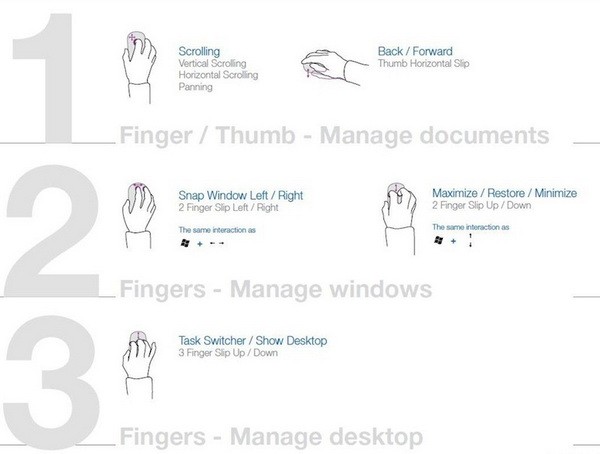 1
Scrolling
Vertical Scrolling
Horizontal Scrolling
Panning
Back / Forward
Thumb Horizontal Slip
Finger / Thumb - Manage documents
2
Snap Window Left / Right
2 Finger Slip Left / Right
The same interaction as
+ ←→
Maximize / Restore / Minimize
2 Finger Slip Up / Down
The same interaction as
+ ↑
↓
Fingers - Manage windows
3
Task Switcher / Show Desktop
3 Finger Slip Up / Down
Fingers - Manage desktop